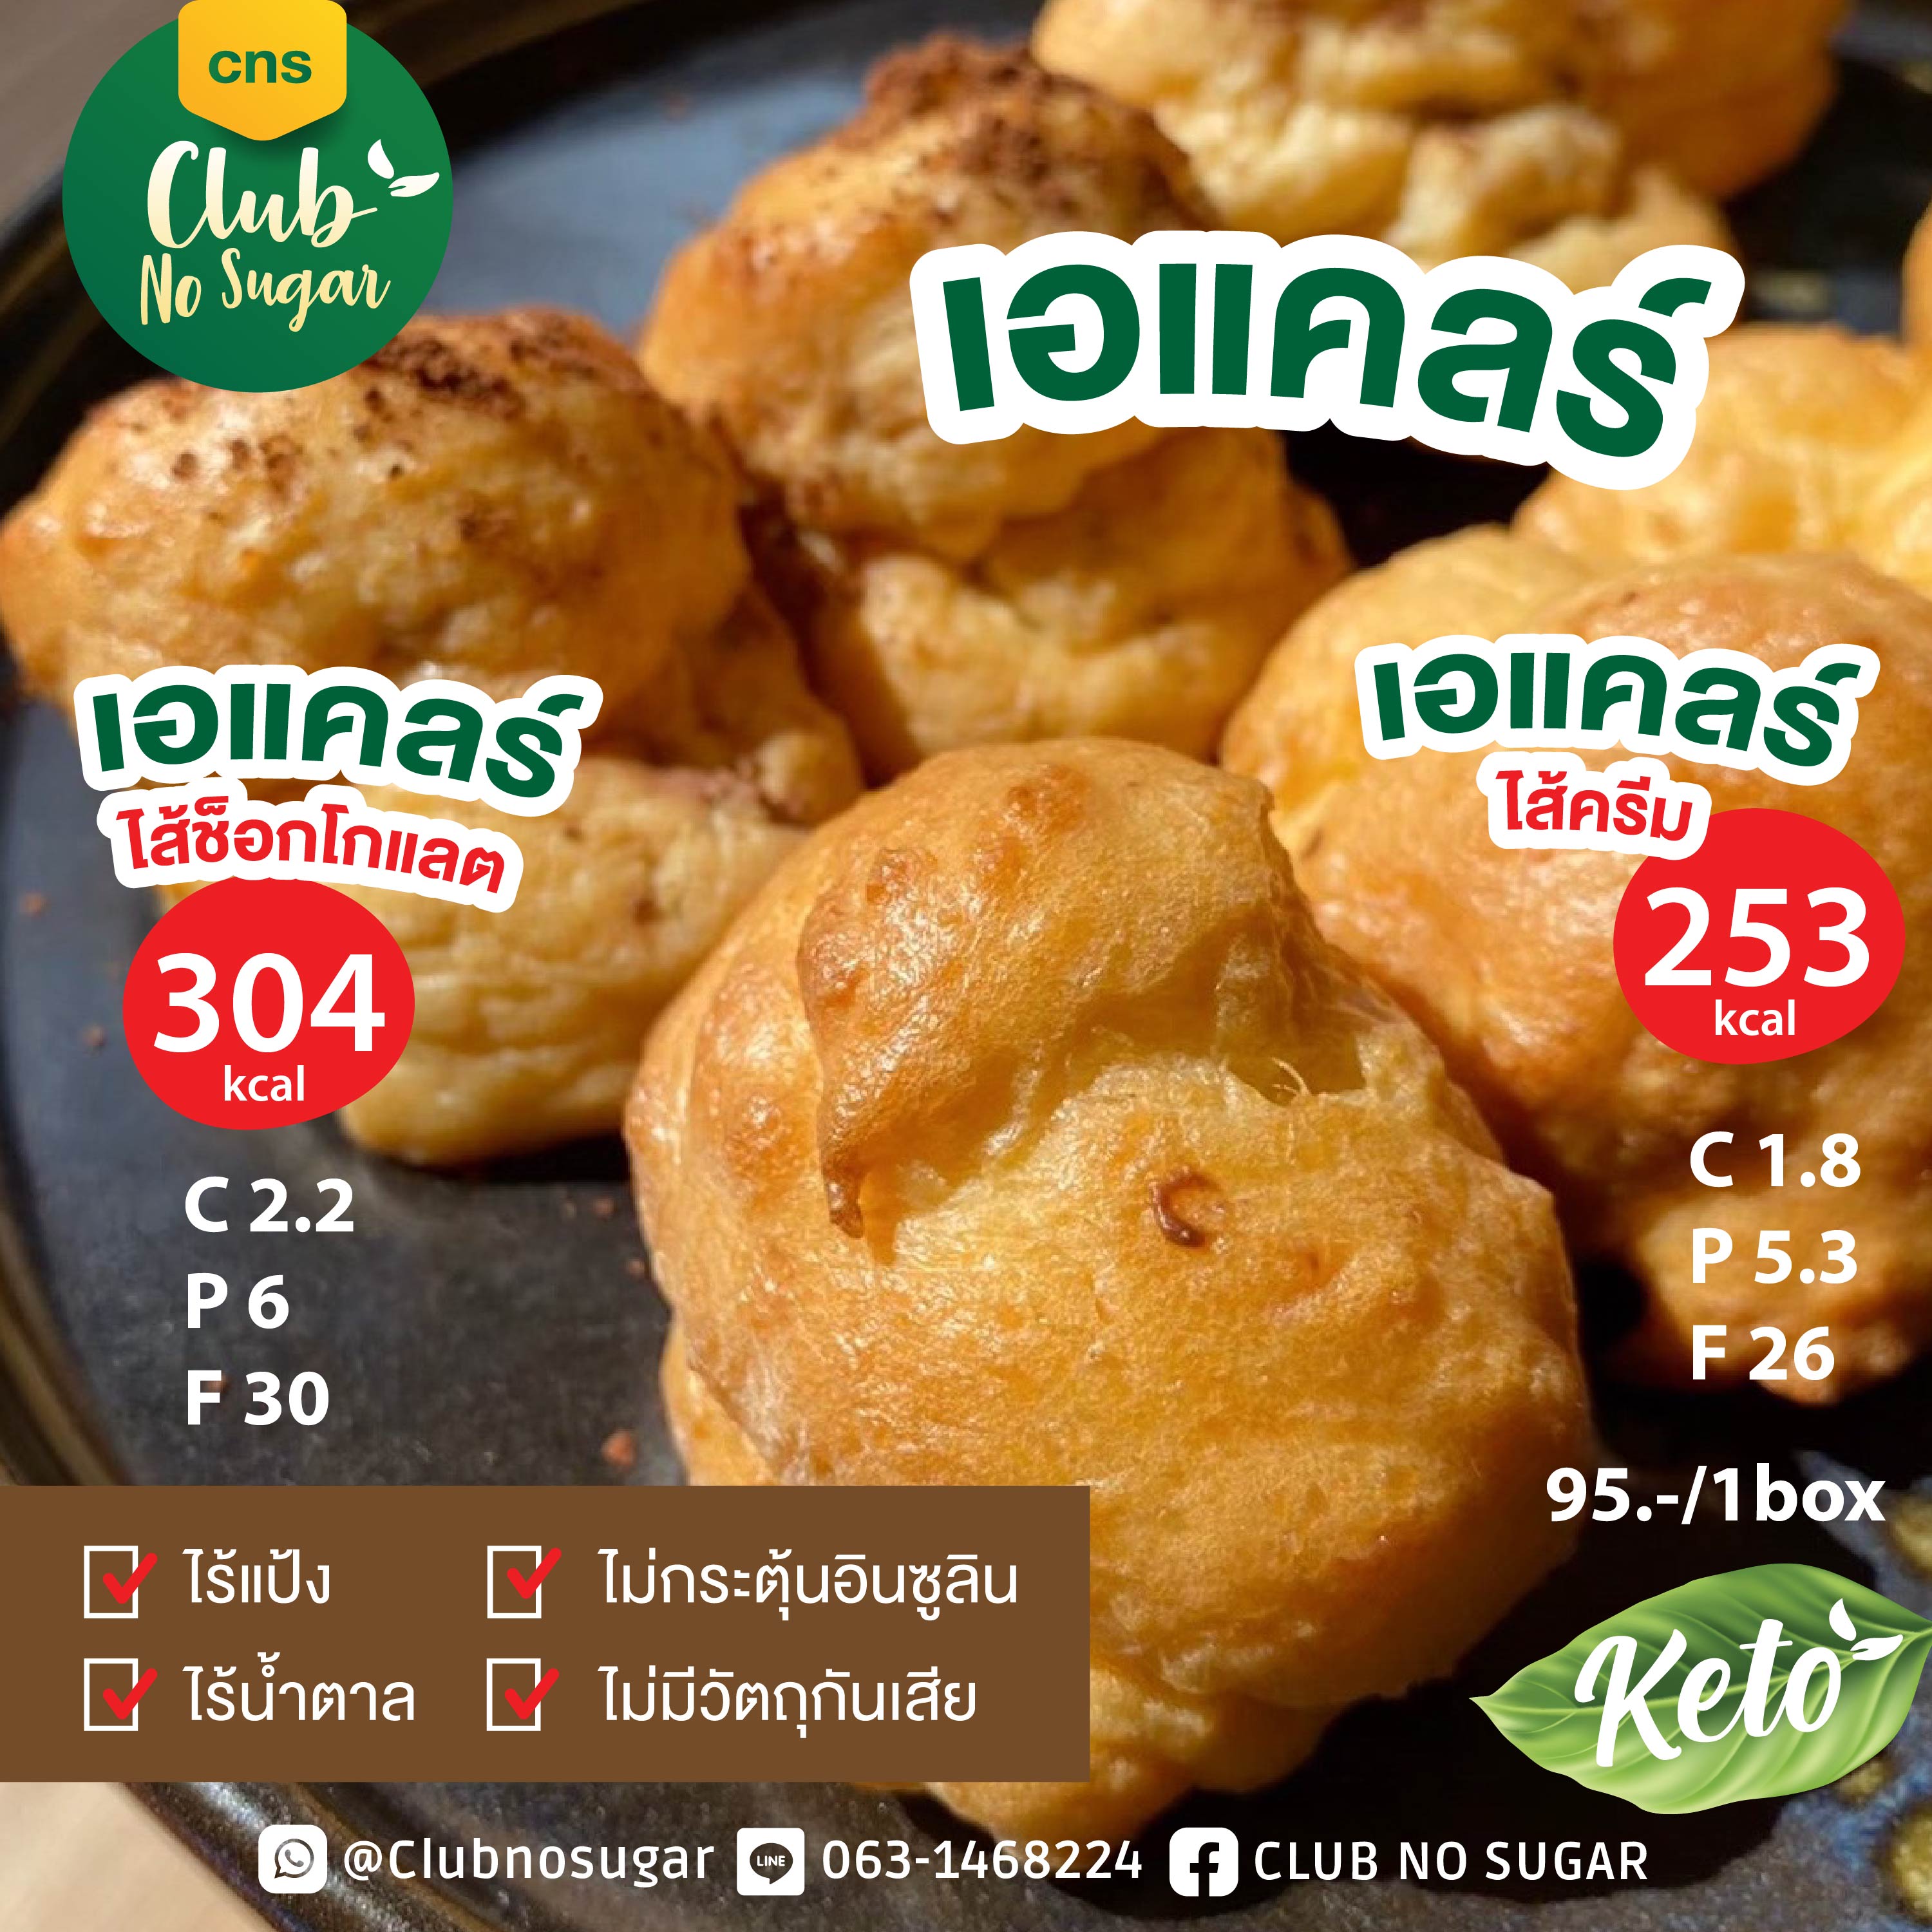 cns
Club
No Sugar
เอแคลร์
เอแคลร์
ไส้ช็อกโกแลต
304
kcal
C 2.2
P 6
F 30
เอแคลร์
ไส้ครีม
253
kcal
C 1.8
P 5.3
F 26
95.-/1box
ไร้แป้ง
ไม่กระตุ้นอินซูลิน
ไร้น้ำตาล
ไม่มีวัตถุกันเสีย
Keto
@Clubnosugar LINE 063-1468224 CLUB NO SUGAR